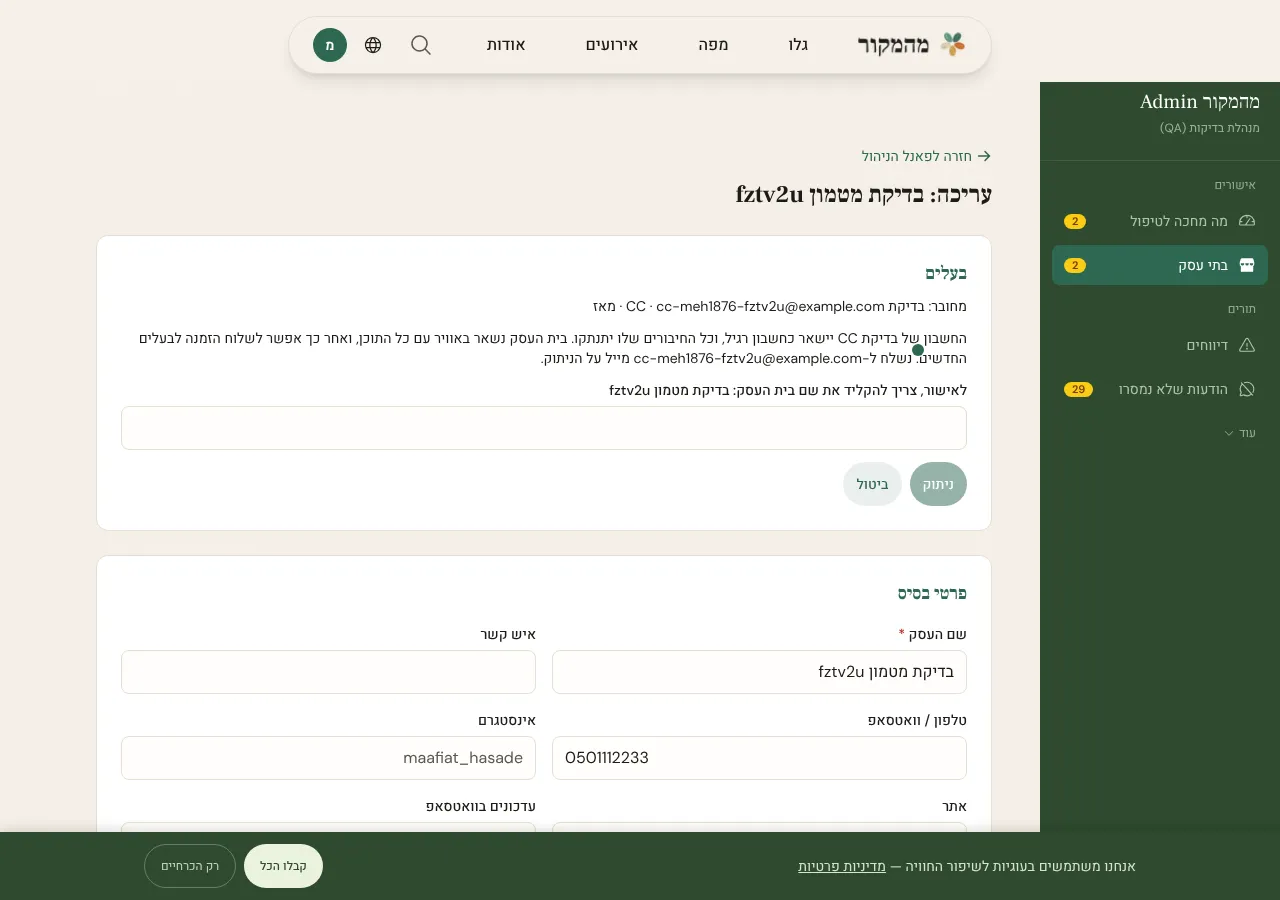 מהמקור
גלו
מפה
אירועים
אודות
מ
מהמקור Admin
מנהלת בדיקות (QA)
אישורים
מה מחכה לטיפול 2
בתי עסק 2
תורים
דיווחים
הודעות שלא נמסרו 29
עוד
חזרה לפאנל הניהול
עריכה: בדיקת מטמון fztv2u
בעלים
מחובר: בדיקת CC · cc-meh1876-fztv2u@example.com · מאז
החשבון של בדיקת CC יישאר כחשבון רגיל, וכל החיבורים שלו יתנתקו. בית העסק נשאר באוויר עם כל התוכן, ואחר כך אפשר לשלוח הזמנה לבעלים
החדשים. נשלח ל-cc-meh1876-fztv2u@example.com מייל על הניתוק.
לאישור, צריך להקליד את שם בית העסק: בדיקת מטמון fztv2u
ניתוק
ביטול
פרטי בסיס
שם העסק *
איש קשר
בדיקת מטמון fztv2u
טלפון / וואטסאפ
אינסטגרם
0501112233
maafiat_hasade
אתר
עדכונים בוואטסאפ
אנחנו משתמשים בעוגיות לשיפור החוויה — מדיניות פרטיות
קבלו הכל
רק הכרחיים